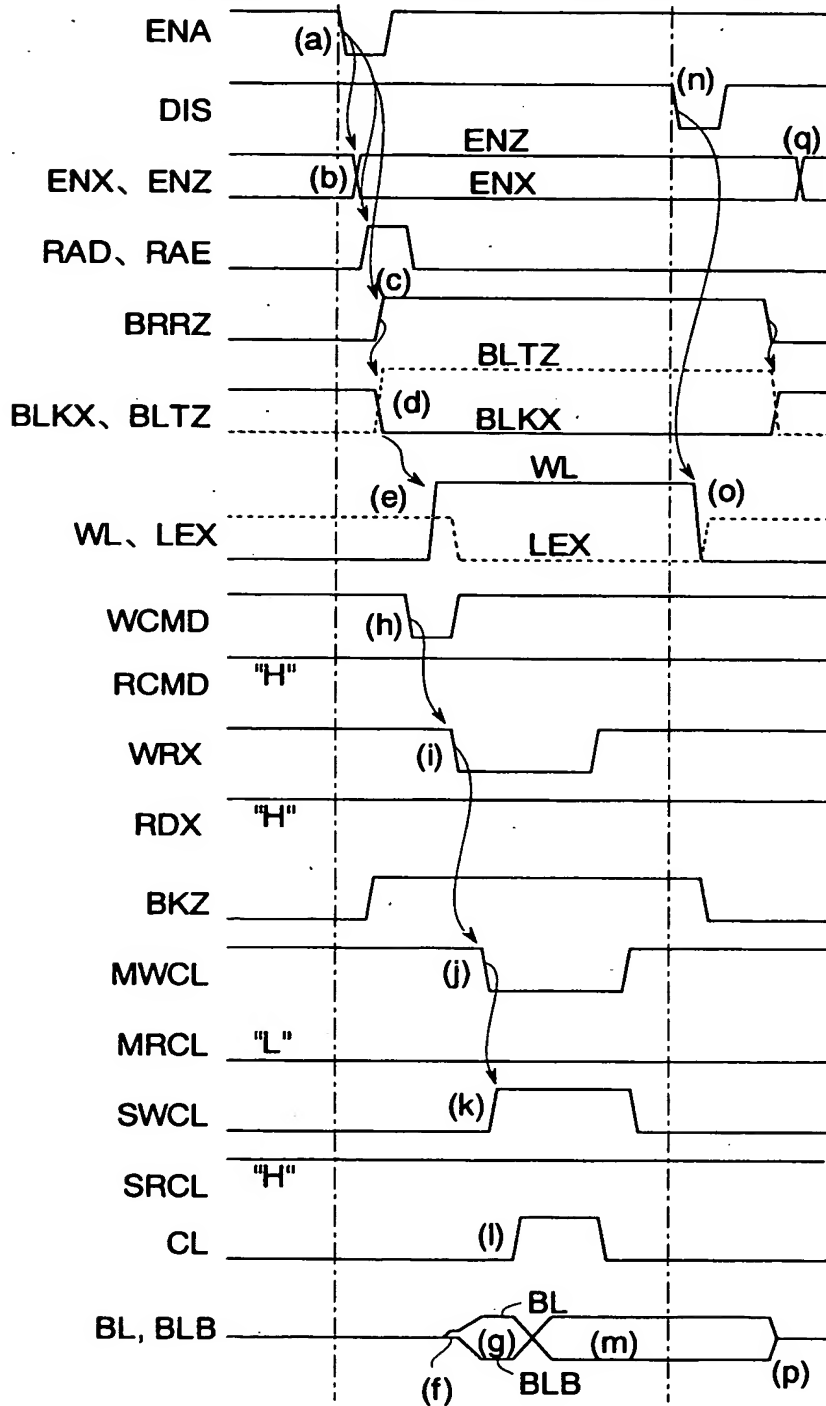 ENA (a)
DIS (n)
ENX、ENZ (b) ENZ ENX (q)
RAD、RAE
BRRZ (c)
BLKX、BLTZ (d) BLTZ BLKX
WL、LEX (e) WL LEX (o)
WCMD (h)
RCMD "H"
WRX (i)
RDX "H"
BKZ
MWCL (j)
MRCL "L"
SWCL (k)
SRCL "H"
CL (l)
BL, BLB (f) (g) BL BLB (m) (p)